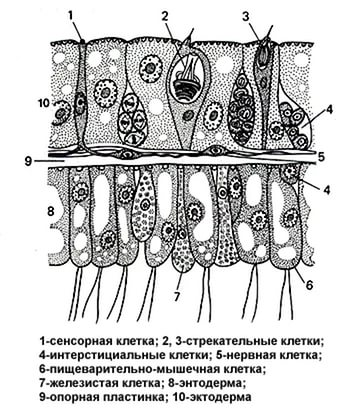 1 2 3
10
4
9
5
4
8
7
6
1-сенсорная клетка; 2, 3-стрекательные клетки;
4-интерстициальные клетки; 5-нервная клетка;
6-пищеварительно-мышечная клетка;
7-железистая клетка; 8-энтодерма;
9-опорная пластинка; 10-эктодерма